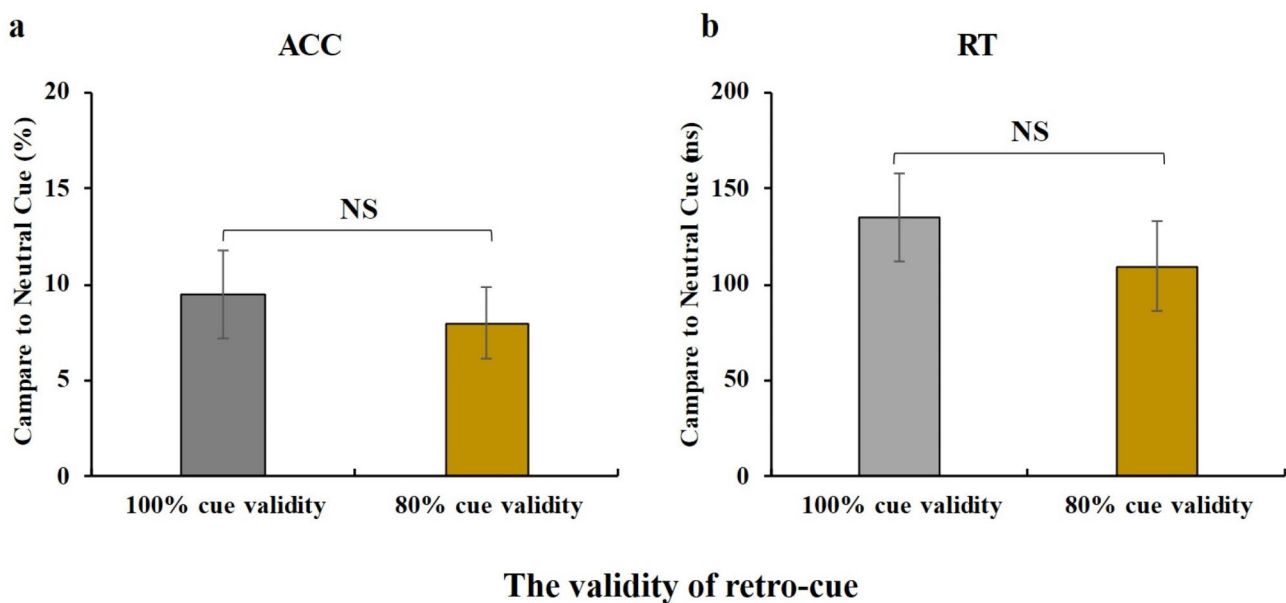 a
ACC
Campare to Neutral Cue (%)
20
15
10
5
0
NS
100% cue validity
80% cue validity
b
RT
Campare to Neutral Cue (ms)
200
150
100
50
0
NS
100% cue validity
80% cue validity
The validity of retro-cue